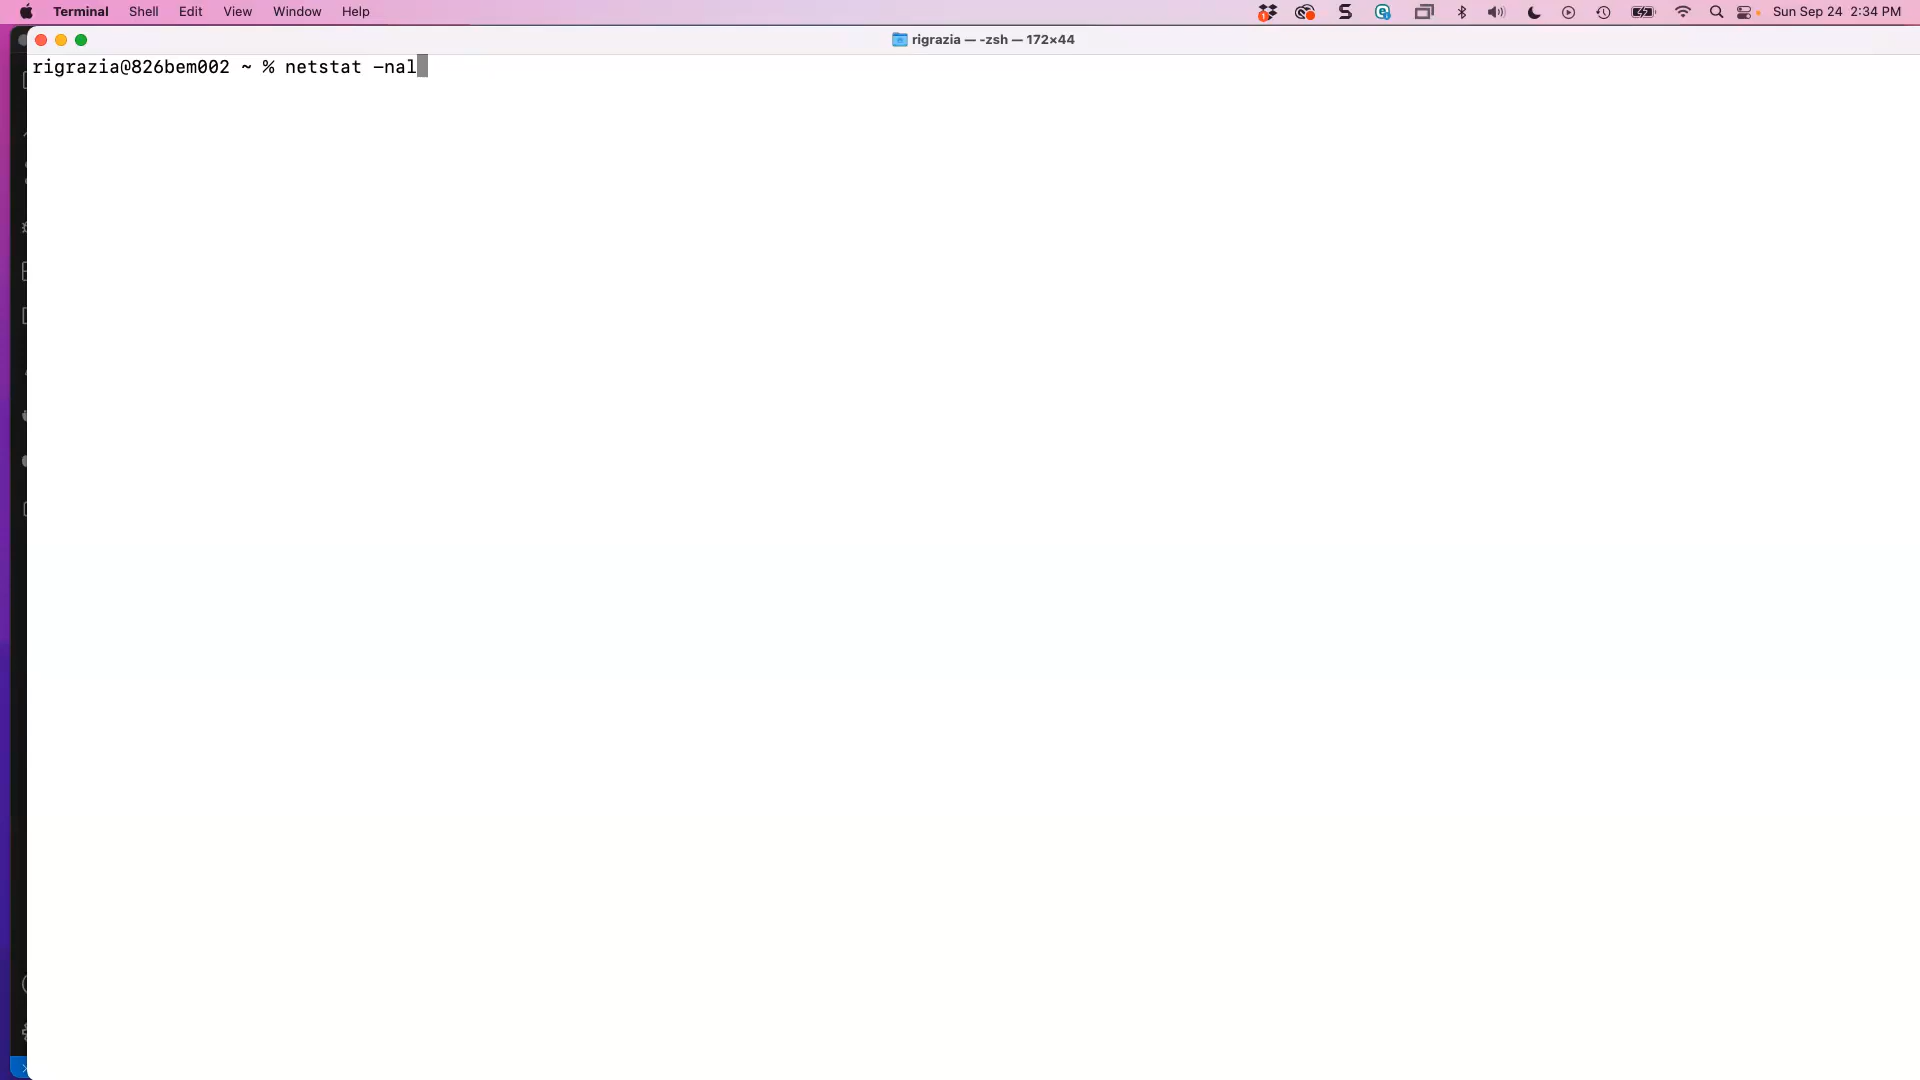 Terminal Shell Edit View Window Help Sun Sep 24 2:34 PM
rigrazia — -zsh — 172×44
rigrazia@826bem002 ~ % netstat -nal